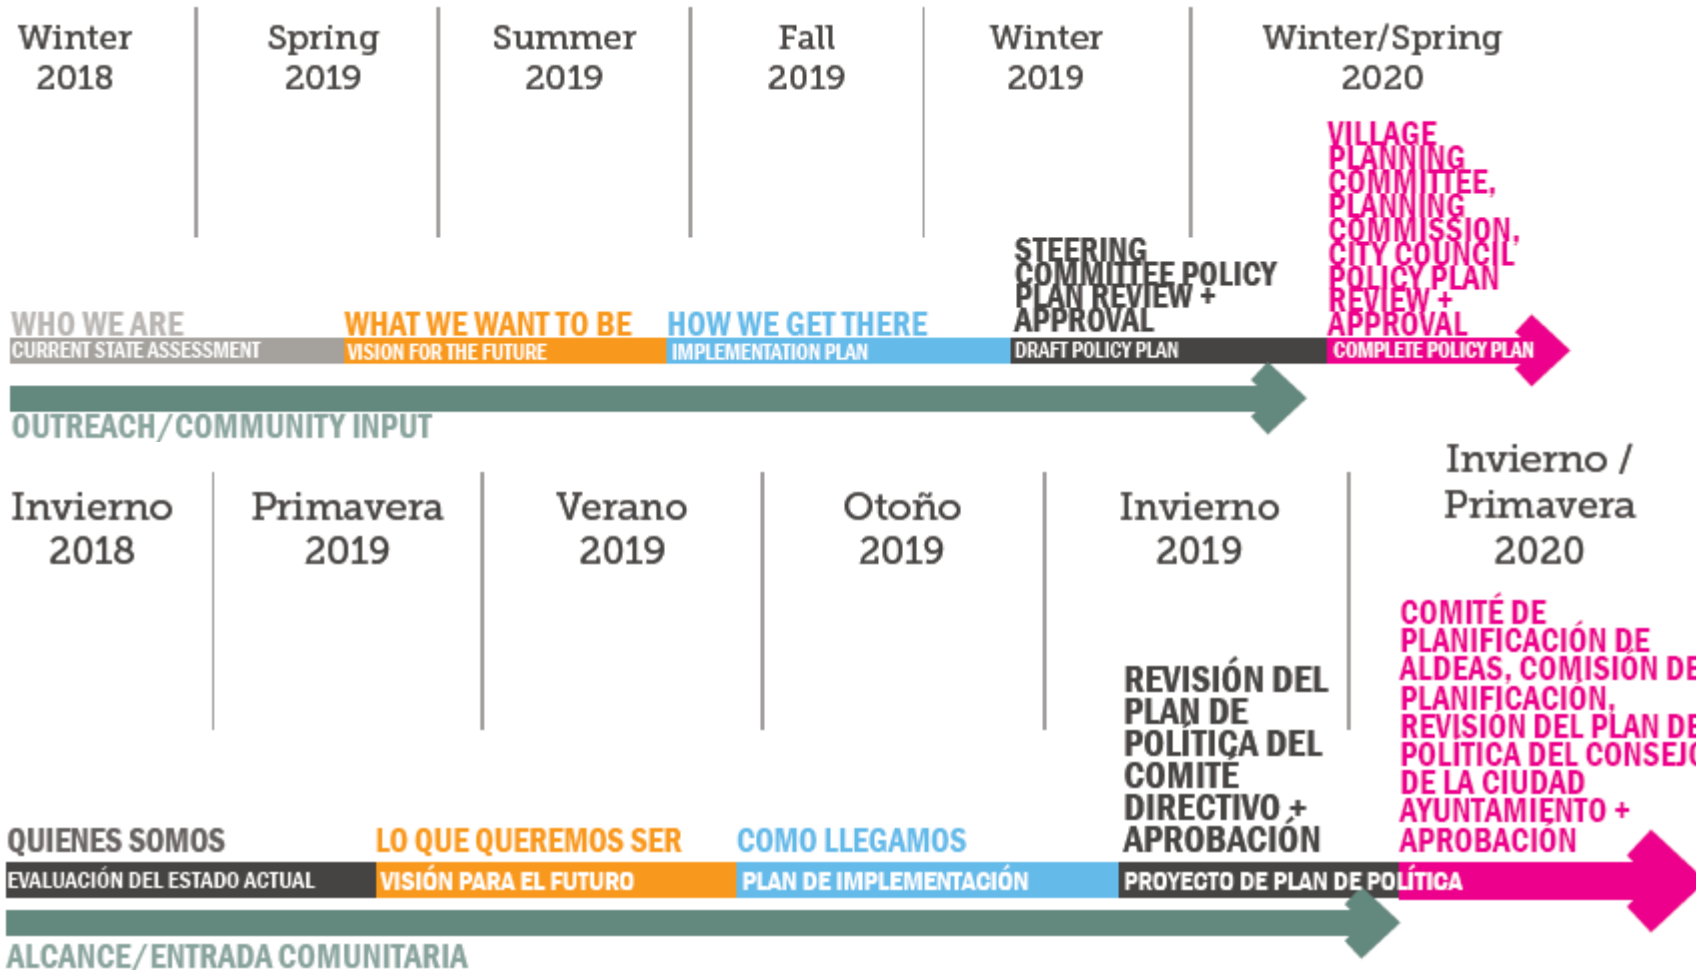 Winter
2018
Spring
2019
Summer
2019
Fall
2019
Winter
2019
Winter/Spring
2020
WHO WE ARE
CURRENT STATE ASSESSMENT
WHAT WE WANT TO BE
VISION FOR THE FUTURE
HOW WE GET THERE
IMPLEMENTATION PLAN
STEERING
COMMITTEE POLICY
PLAN REVIEW +
APPROVAL
DRAFT POLICY PLAN
VILLAGE
PLANNING
COMMITTEE,
PLANNING
COMMISSION,
CITY COUNCIL
POLICY PLAN
REVIEW +
APPROVAL
COMPLETE POLICY PLAN
OUTREACH/COMMUNITY INPUT
Invierno
2018
Primavera
2019
Verano
2019
Otoño
2019
Invierno
2019
Invierno /
Primavera
2020
QUIENES SOMOS
EVALUACIÓN DEL ESTADO ACTUAL
LO QUE QUEREMOS SER
VISIÓN PARA EL FUTURO
COMO LLEGAMOS
PLAN DE IMPLEMENTACIÓN
REVISIÓN DEL
PLAN DE
POLÍTICA DEL
COMITÉ
DIRECTIVO +
APROBACIÓN
PROYECTO DE PLAN DE POLÍTICA
COMITÉ DE
PLANIFICACIÓN DE
ALDEAS, COMISIÓN DE
PLANIFICACIÓN,
REVISIÓN DEL PLAN DE
POLÍTICA DEL CONSEJO
DE LA CIUDAD
AYUNTAMIENTO +
APROBACIÓN
ALCANCE/ENTRADA COMUNITARIA